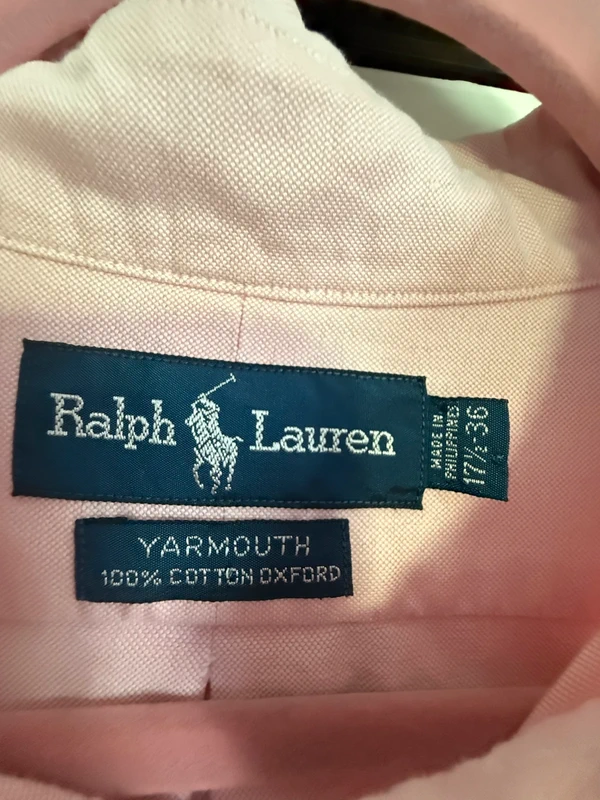 Ralph Lauren
MADE IN
PHILIPPINES
17½-36
YARMOUTH
100% COTTON OXFORD